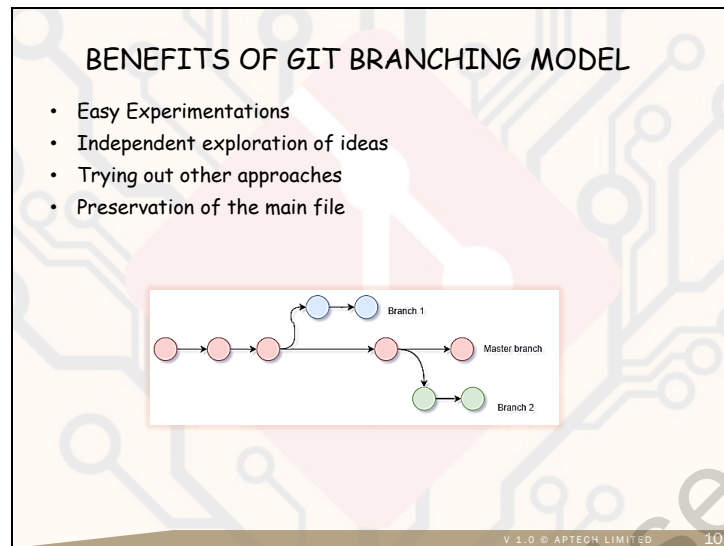 BENEFITS OF GIT BRANCHING MODEL
• Easy Experimentations
• Independent exploration of ideas
• Trying out other approaches
• Preservation of the main file
Branch 1
Master branch
Branch 2
V 1.0 © APTECH LIMITED 10